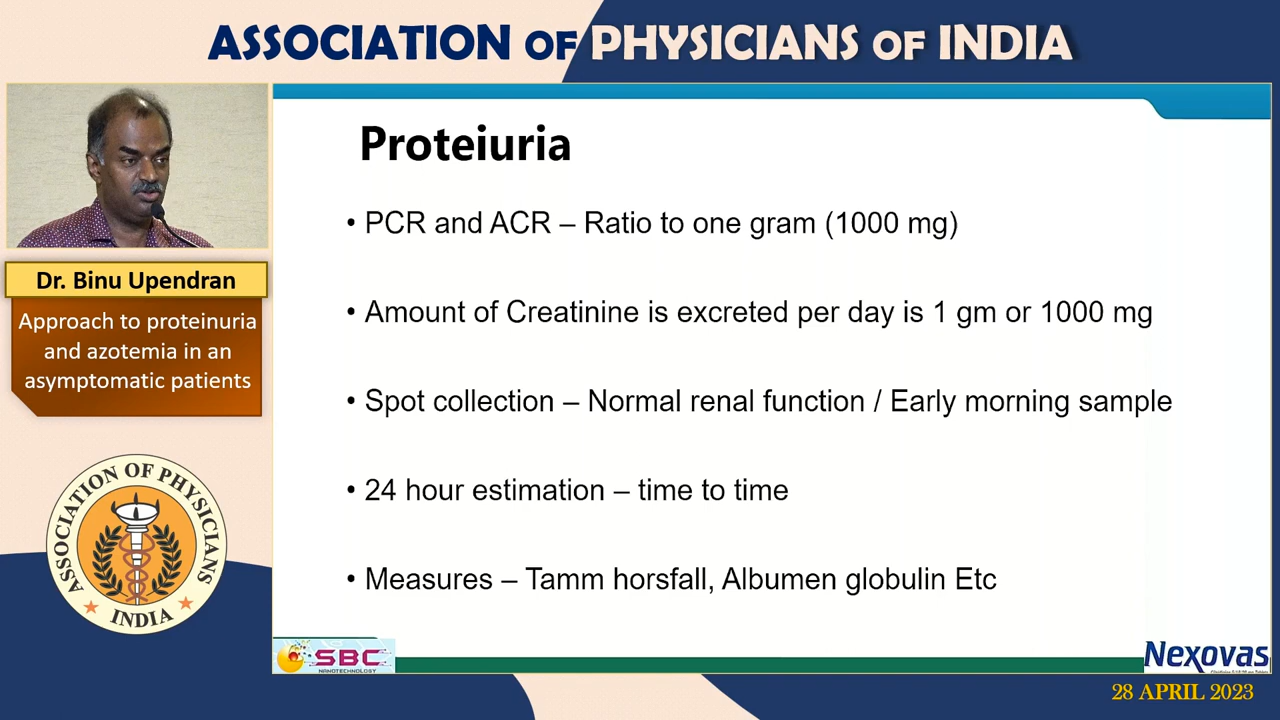 ASSOCIATION OF PHYSICIANS OF INDIA
Dr. Binu Upendran
Approach to proteinuria
and azotemia in an
asymptomatic patients
ASSOCIATION OF PHYSICIANS
INDIA
Proteiuria
• PCR and ACR – Ratio to one gram (1000 mg)
• Amount of Creatinine is excreted per day is 1 gm or 1000 mg
• Spot collection – Normal renal function / Early morning sample
• 24 hour estimation – time to time
• Measures – Tamm horsfall, Albumen globulin Etc
SBC
NANOTECHNOLOGY
Nexovas
28 APRIL 2023